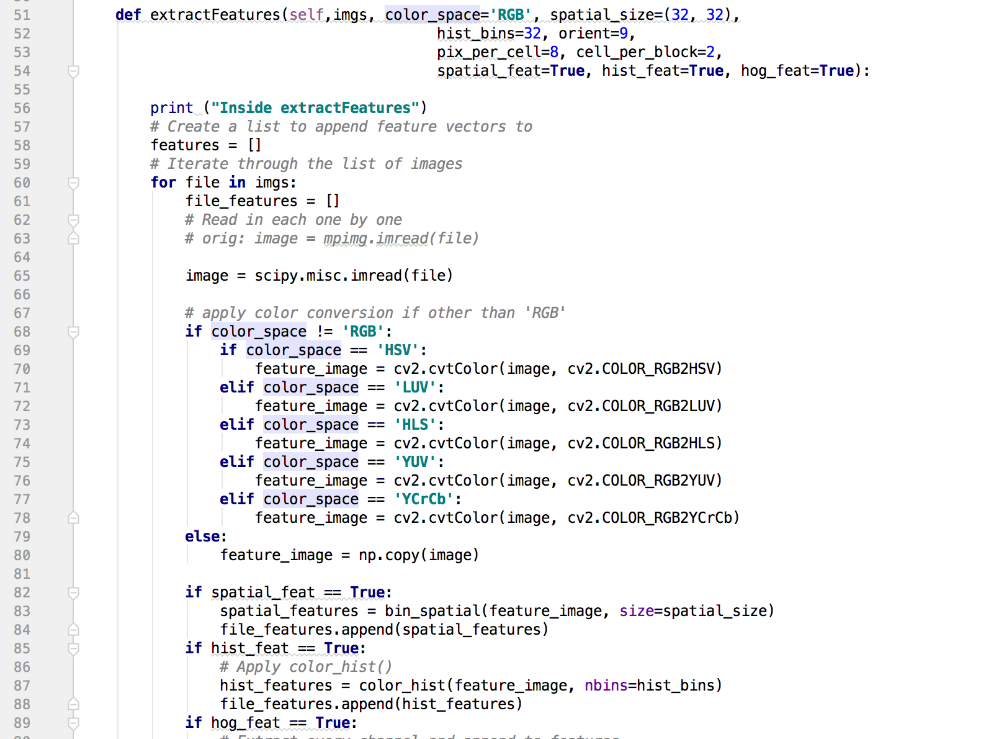 51 def extractFeatures(self,imgs, color_space='RGB', spatial_size=(32, 32),
52 hist_bins=32, orient=9,
53 pix_per_cell=8, cell_per_block=2,
54 spatial_feat=True, hist_feat=True, hog_feat=True):
55
56 print ("Inside extractFeatures")
57 # Create a list to append feature vectors to
58 features = []
59 # Iterate through the list of images
60 for file in imgs:
61 file_features = []
62 # Read in each one by one
63 # orig: image = mpimg.imread(file)
64
65 image = scipy.misc.imread(file)
66
67 # apply color conversion if other than 'RGB'
68 if color_space != 'RGB':
69 if color_space == 'HSV':
70 feature_image = cv2.cvtColor(image, cv2.COLOR_RGB2HSV)
71 elif color_space == 'LUV':
72 feature_image = cv2.cvtColor(image, cv2.COLOR_RGB2LUV)
73 elif color_space == 'HLS':
74 feature_image = cv2.cvtColor(image, cv2.COLOR_RGB2HLS)
75 elif color_space == 'YUV':
76 feature_image = cv2.cvtColor(image, cv2.COLOR_RGB2YUV)
77 elif color_space == 'YCrCb':
78 feature_image = cv2.cvtColor(image, cv2.COLOR_RGB2YCrCb)
79 else:
80 feature_image = np.copy(image)
81
82 if spatial_feat == True:
83 spatial_features = bin_spatial(feature_image, size=spatial_size)
84 file_features.append(spatial_features)
85 if hist_feat == True:
86 # Apply color_hist()
87 hist_features = color_hist(feature_image, nbins=hist_bins)
88 file_features.append(hist_features)
89 if hog_feat == True: